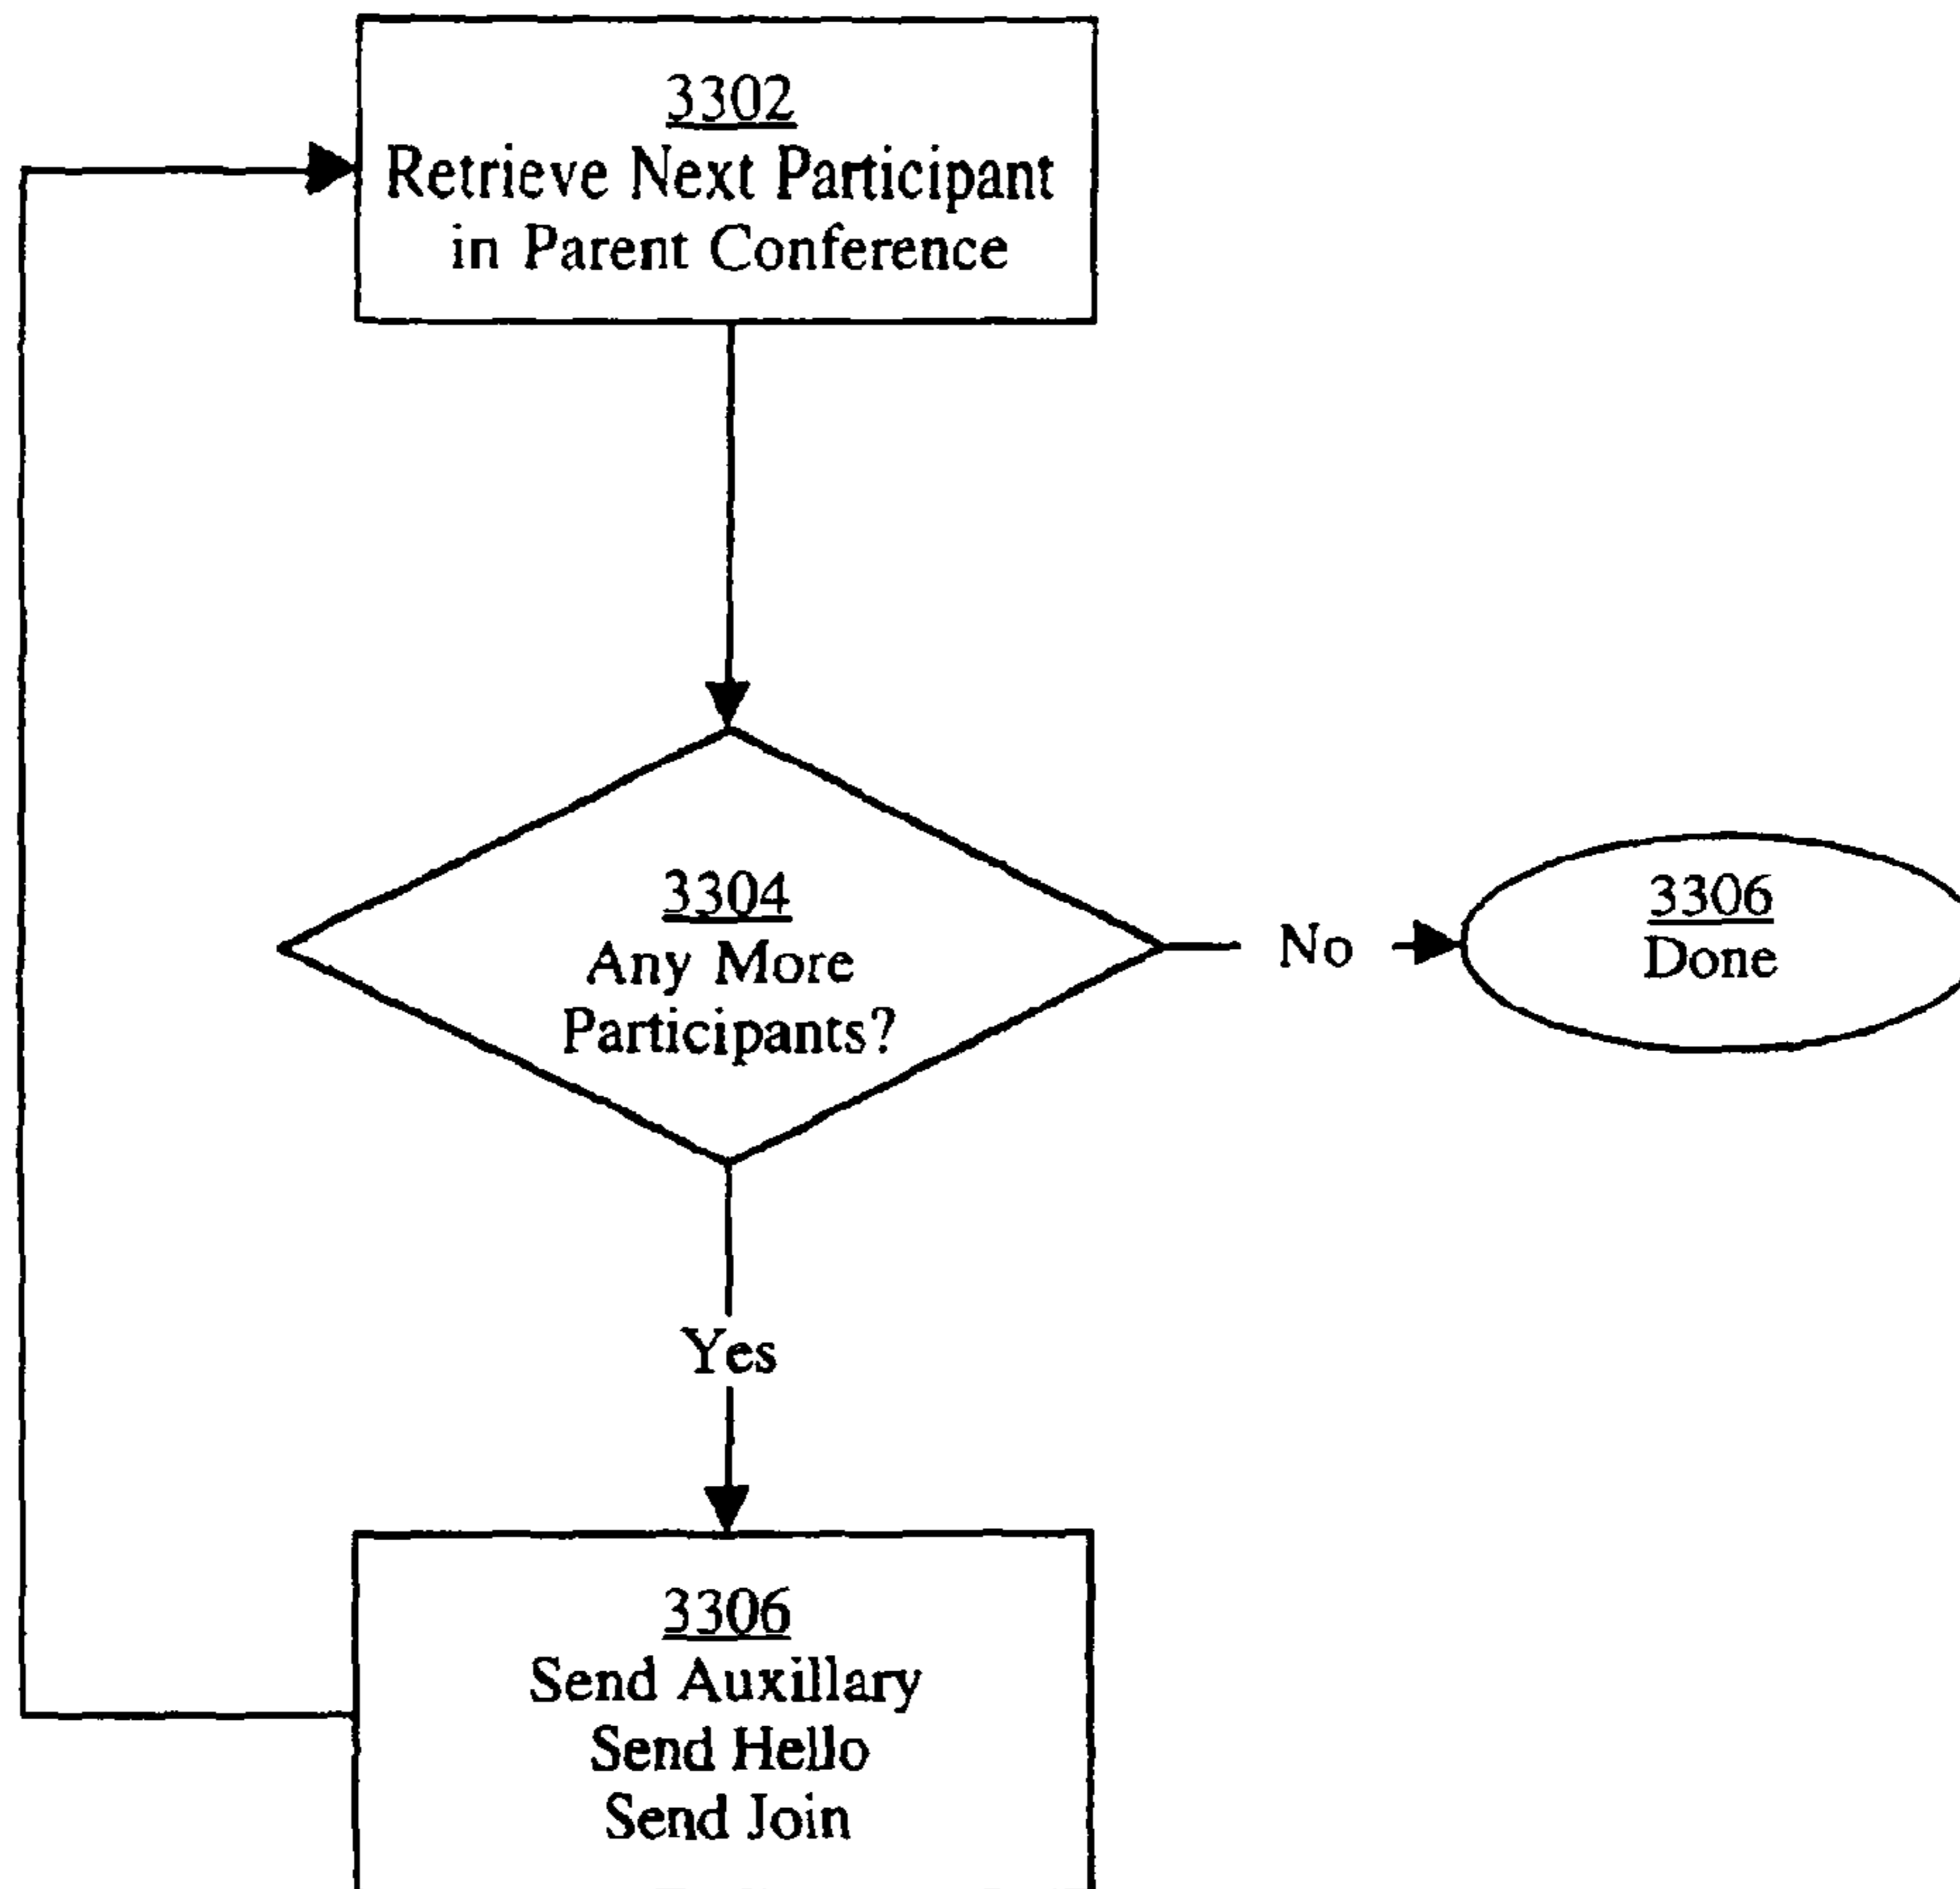 3302
Retrieve Next Participant
in Parent Conference
3304
Any More
Participants?
No
3306
Done
Yes
3306
Send Auxillary
Send Hello
Send Join